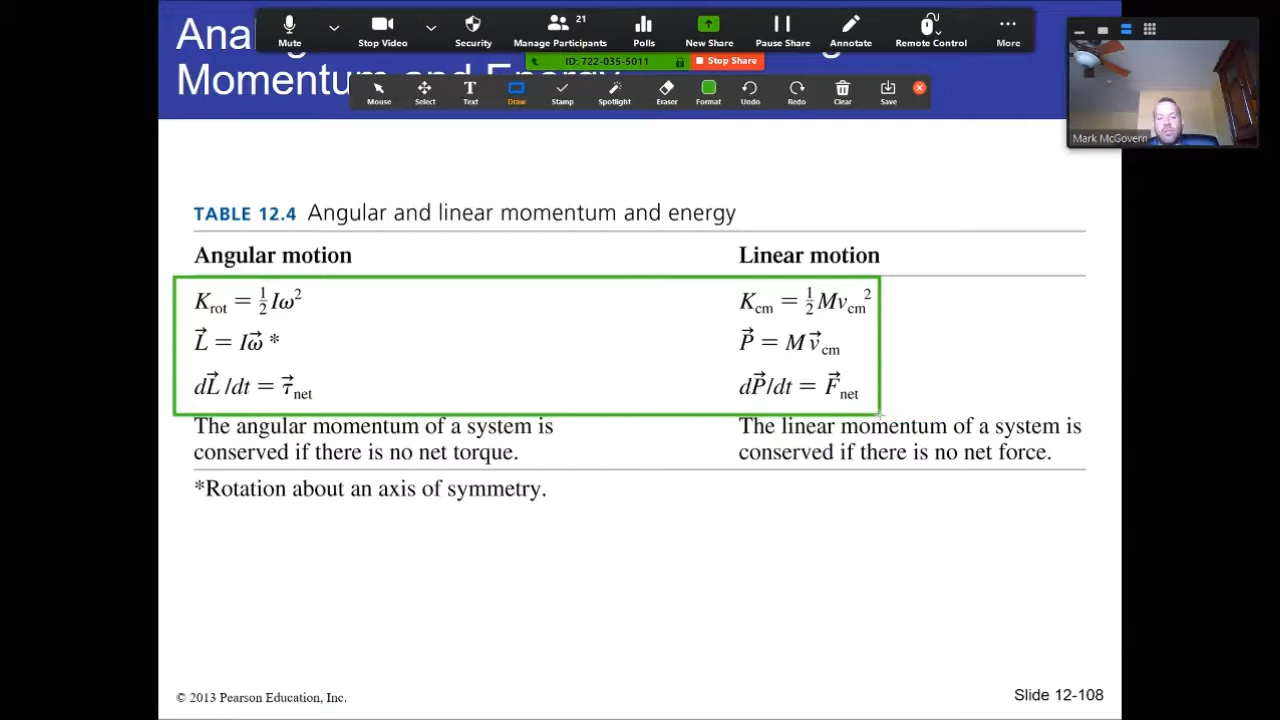 Mute
Stop Video
Security
Manage Participants
21
Polls
New Share
Pause Share
Annotate
Remote Control
More
ID: 722-035-5011
Stop Share
Mouse
Select
Text
Draw
Stamp
Spotlight
Eraser
Format
Undo
Redo
Clear
Save
Mark McGovern
Momentum and Energy
TABLE 12.4 Angular and linear momentum and energy
Angular motion Linear motion
K_rot = ½Iω² K_cm = ½Mv_cm²
L⃗ = Iω⃗ * P⃗ = Mv⃗_cm
dL⃗/dt = τ⃗_net dP⃗/dt = F⃗_net
The angular momentum of a system is
conserved if there is no net torque.
The linear momentum of a system is
conserved if there is no net force.
*Rotation about an axis of symmetry.
© 2013 Pearson Education, Inc.
Slide 12-108